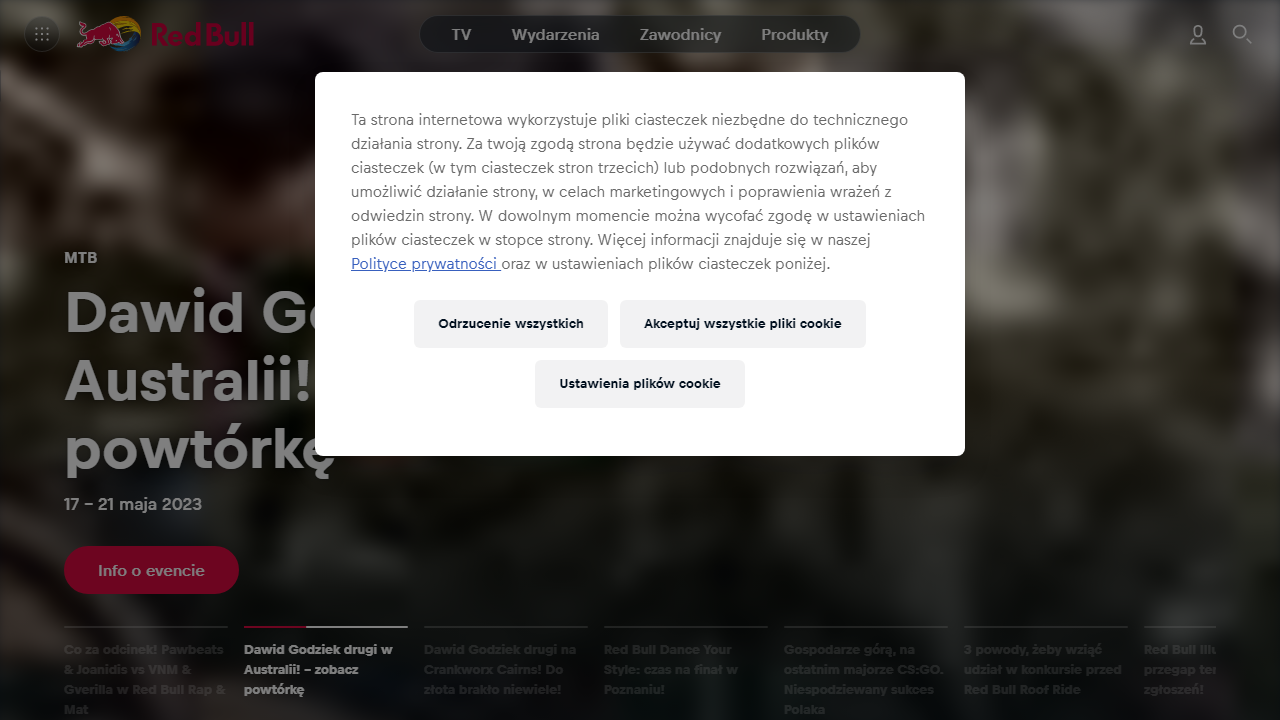 Red Bull
TV
Wydarzenia
Zawodnicy
Produkty
Ta strona internetowa wykorzystuje pliki ciasteczek niezbędne do technicznego
działania strony. Za twoją zgodą strona będzie używać dodatkowych plików
ciasteczek (w tym ciasteczek stron trzecich) lub podobnych rozwiązań, aby
umożliwić działanie strony, w celach marketingowych i poprawienia wrażeń z
odwiedzin strony. W dowolnym momencie można wycofać zgodę w ustawieniach
plików ciasteczek w stopce strony. Więcej informacji znajduje się w naszej
Polityce prywatności oraz w ustawieniach plików ciasteczek poniżej.
Odrzucenie wszystkich
Akceptuj wszystkie pliki cookie
Ustawienia plików cookie
MTB
Dawid
Australii!
powtórkę
17 – 21 maja 2023
Info o evencie
Co za odcinek! Pawbeats
& Joanidis vs VNM &
Gverilla w Red Bull Rap &
Mat
Dawid Godziek drugi w
Australii! – zobacz
powtórkę
Dawid Godziek drugi na
Crankworx Cairns! Do
złota brakło niewiele!
Red Bull Dance Your
Style: czas na finał w
Poznaniu!
Gospodarze górą, na
ostatnim majorze CS:GO.
Niespodziewany sukces
Polaka
3 powody, żeby wziąć
udział w konkursie przed
Red Bull Roof Ride
Red Bull
przegap
zgłoszeń!